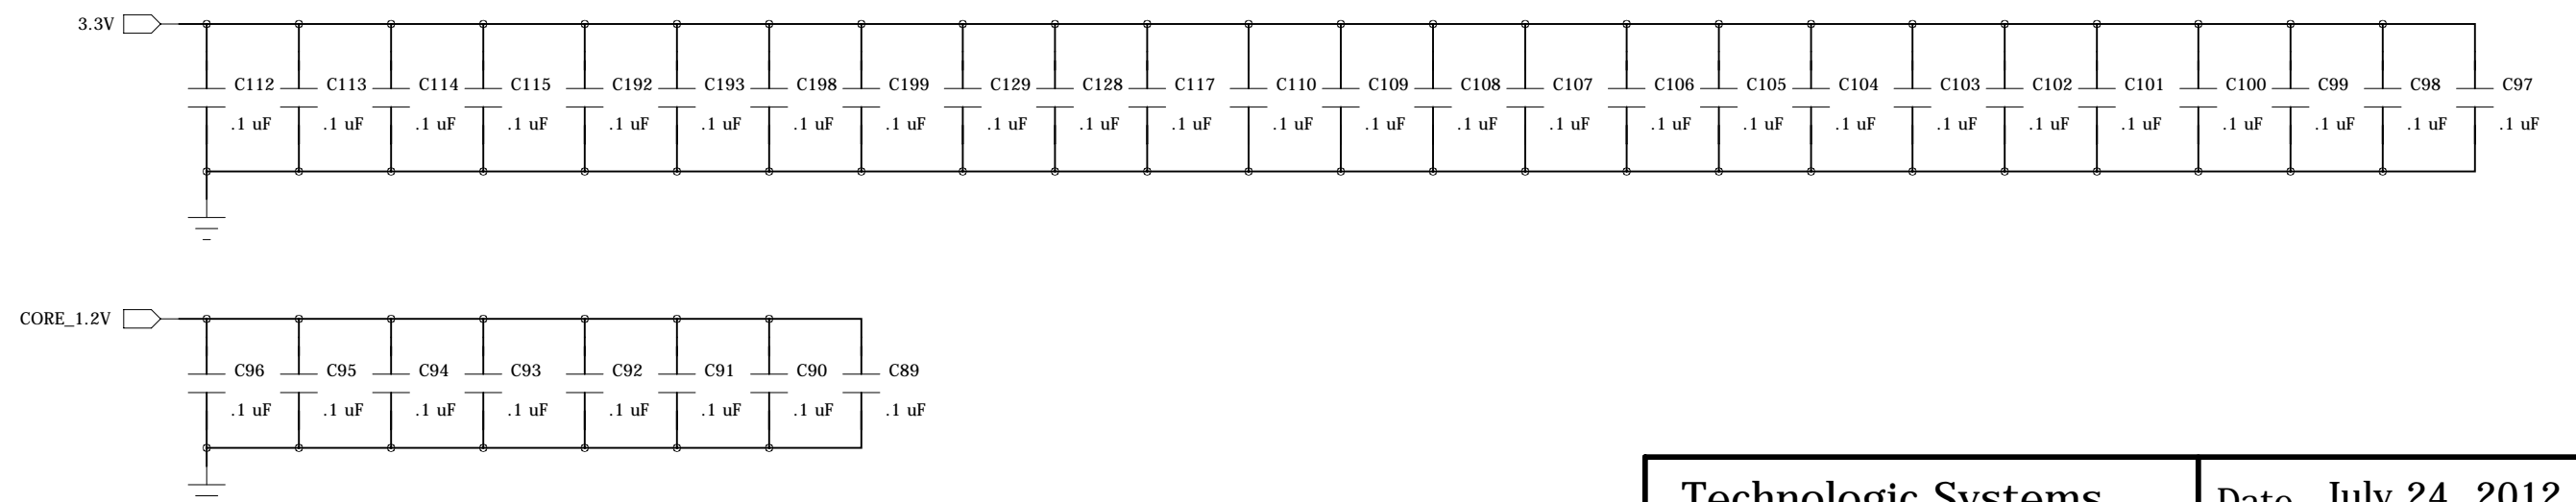 3.3V
C112 C113 C114 C115 C192 C193 C198 C199 C129 C128 C117 C110 C109 C108 C107 C106 C105 C104 C103 C102 C101 C100 C99 C98 C97
.1 uF .1 uF .1 uF .1 uF .1 uF .1 uF .1 uF .1 uF .1 uF .1 uF .1 uF .1 uF .1 uF .1 uF .1 uF .1 uF .1 uF .1 uF .1 uF .1 uF .1 uF .1 uF .1 uF .1 uF .1 uF
CORE_1.2V
C96 C95 C94 C93 C92 C91 C90 C89
.1 uF .1 uF .1 uF .1 uF .1 uF .1 uF .1 uF .1 uF
Technologic Systems Date July 24, 2012